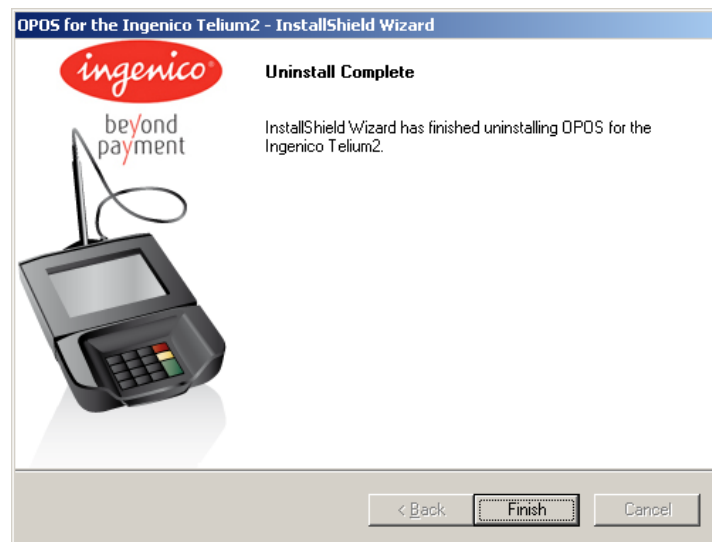 OPOS for the Ingenico Telium2 - InstallShield Wizard
ingenico
Uninstall Complete
beyond
payment
InstallShield Wizard has finished uninstalling OPOS for the
Ingenico Telium2.
< Back
Finish
Cancel